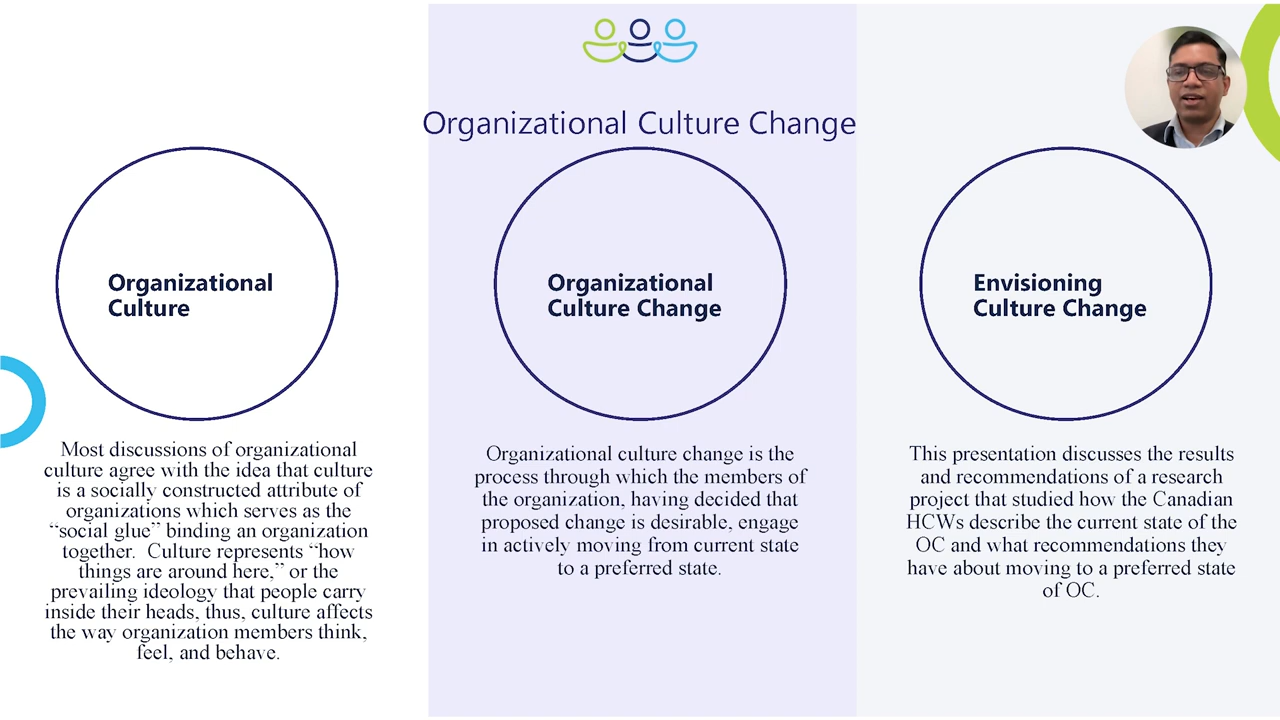 Organizational Culture Change
Organizational
Culture
Most discussions of organizational
culture agree with the idea that culture
is a socially constructed attribute of
organizations which serves as the
“social glue” binding an organization
together.  Culture represents “how
things are around here,” or the
prevailing ideology that people carry
inside their heads, thus, culture affects
the way organization members think,
feel, and behave.
Organizational
Culture Change
Organizational culture change is the
process through which the members of
the organization, having decided that
proposed change is desirable, engage
in actively moving from current state
to a preferred state.
Envisioning
Culture Change
This presentation discusses the results
and recommendations of a research
project that studied how the Canadian
HCWs describe the current state of the
OC and what recommendations they
have about moving to a preferred state
of OC.